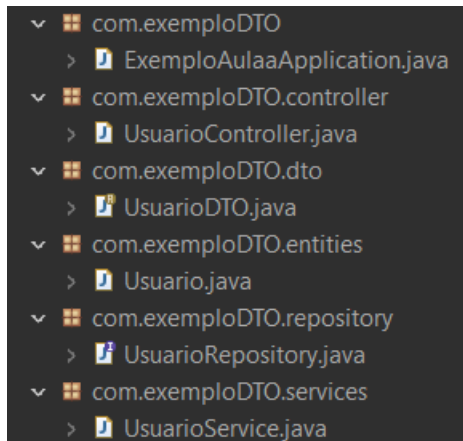 com.exemploDTO
ExemploAulaaApplication.java
com.exemploDTO.controller
UsuarioController.java
com.exemploDTO.dto
UsuarioDTO.java
com.exemploDTO.entities
Usuario.java
com.exemploDTO.repository
UsuarioRepository.java
com.exemploDTO.services
UsuarioService.java